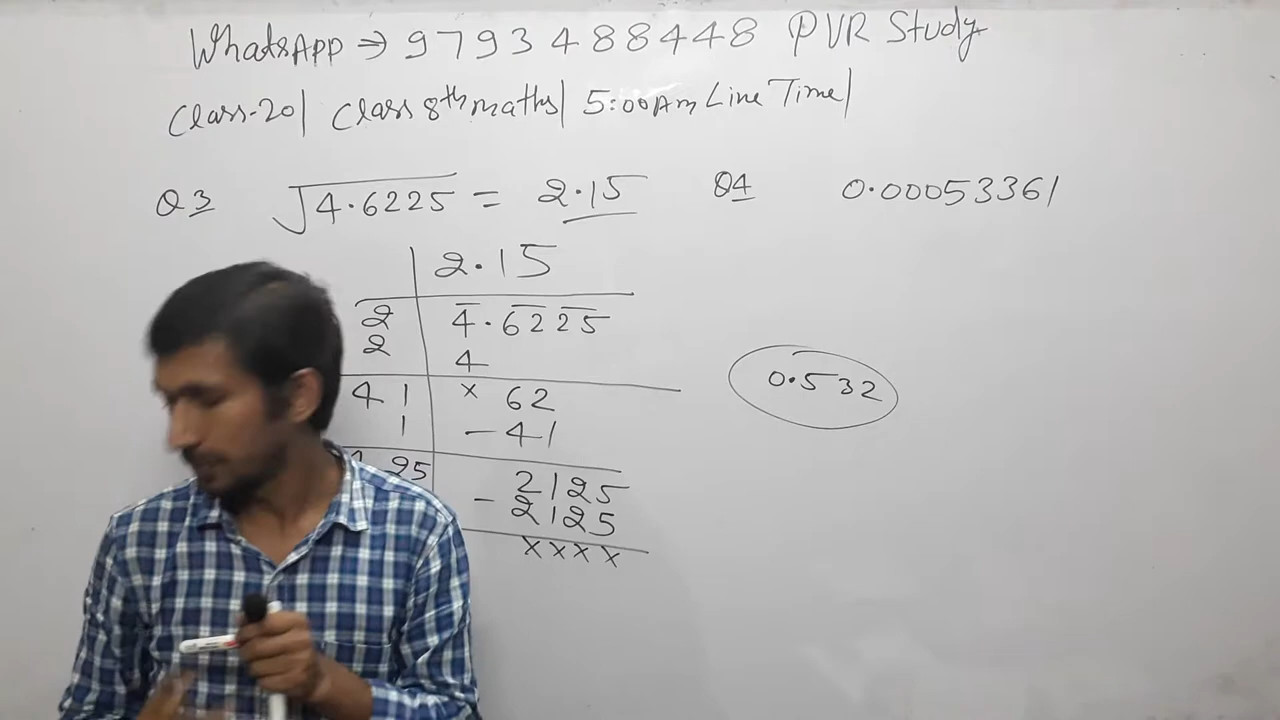 WhatsApp ⇒ 9793488448 PVR Study
Class-20| Class 8th maths| 5:00Am Line Time|
Q3 √4.6225 = 2.15
Q4 0.00053361
2.15
2 4.6225
2 4
41 x 62
1 - 41
25 2125
- 2125
x x x x
0.532